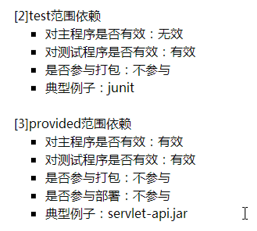 [2]test范围依赖
▪ 对主程序是否有效：无效
▪ 对测试程序是否有效：有效
▪ 是否参与打包：不参与
▪ 典型例子：junit
[3]provided范围依赖
▪ 对主程序是否有效：有效
▪ 对测试程序是否有效：有效
▪ 是否参与打包：不参与
▪ 是否参与部署：不参与
▪ 典型例子：servlet-api.jar